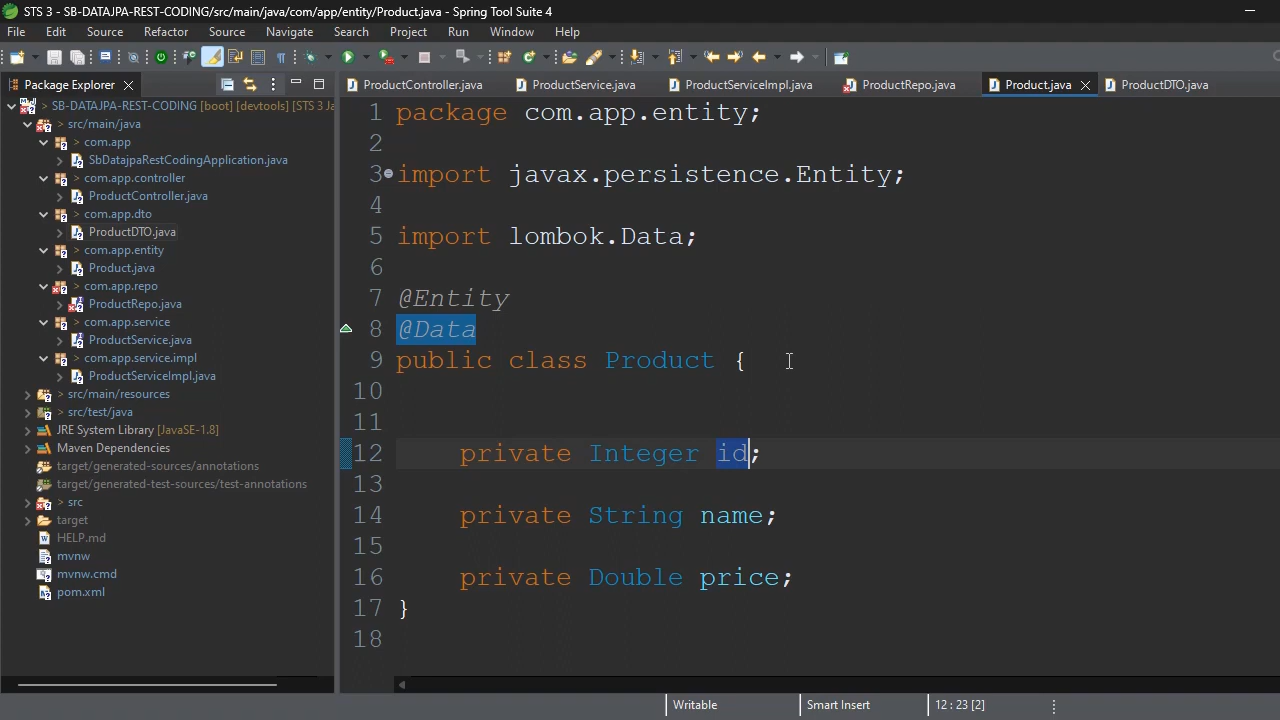 STS 3 - SB-DATAJPA-REST-CODING/src/main/java/com/app/entity/Product.java - Spring Tool Suite 4
File Edit Source Refactor Source Navigate Search Project Run Window Help
Package Explorer
ProductController.java ProductService.java ProductServiceImpl.java ProductRepo.java Product.java ProductDTO.java
> SB-DATAJPA-REST-CODING [boot] [devtools] [STS 3 Ja
> src/main/java
> com.app
> SbDatajpaRestCodingApplication.java
> com.app.controller
> ProductController.java
> com.app.dto
> ProductDTO.java
> com.app.entity
> Product.java
> com.app.repo
> ProductRepo.java
> com.app.service
> ProductService.java
> com.app.service.impl
> ProductServiceImpl.java
> src/main/resources
> src/test/java
JRE System Library [JavaSE-1.8]
Maven Dependencies
target/generated-sources/annotations
target/generated-test-sources/test-annotations
> src
target
HELP.md
mvnw
mvnw.cmd
pom.xml
1 package com.app.entity;
2
3 import javax.persistence.Entity;
4
5 import lombok.Data;
6
7 @Entity
8 @Data
9 public class Product {
10
11
12 private Integer id;
13
14 private String name;
15
16 private Double price;
17 }
18
Writable Smart Insert 12 : 23 [2]